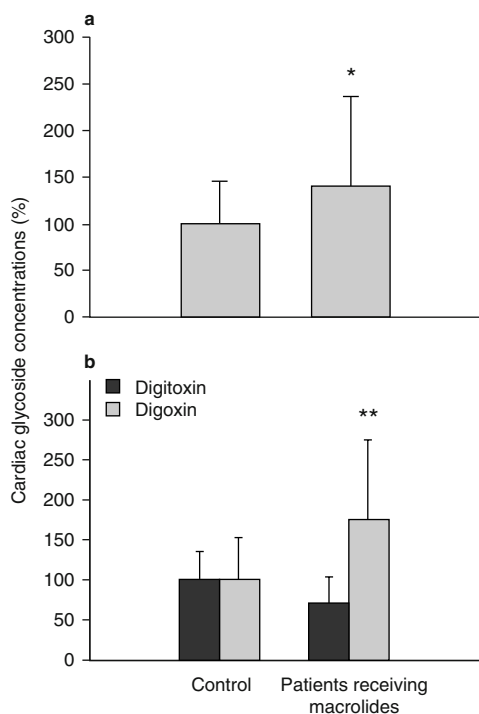 a
300
250
200
150
100
50
0
*
Cardiac glycoside concentrations (%)
b
Digitoxin
Digoxin
300
250
200
150
100
50
0
**
Control
Patients receiving
macrolides